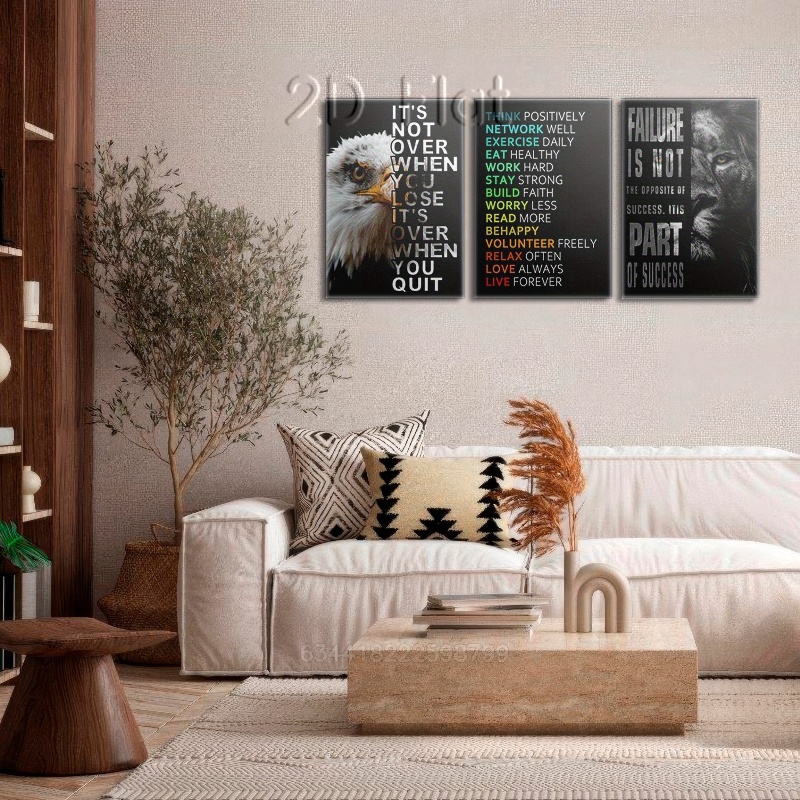 2D Flat
IT'S
NOT
OVER
WHEN
YOU
LOSE
IT'S
OVER
WHEN
YOU
QUIT
THINK POSITIVELY
NETWORK WELL
EXERCISE DAILY
EAT HEALTHY
WORK HARD
STAY STRONG
BUILD FAITH
WORRY LESS
READ MORE
BEHAPPY
VOLUNTEER FREELY
RELAX OFTEN
LOVE ALWAYS
LIVE FOREVER
FAILURE
IS NOT
THE OPPOSITE OF
SUCCESS. ITIS
PART
OF SUCCESS